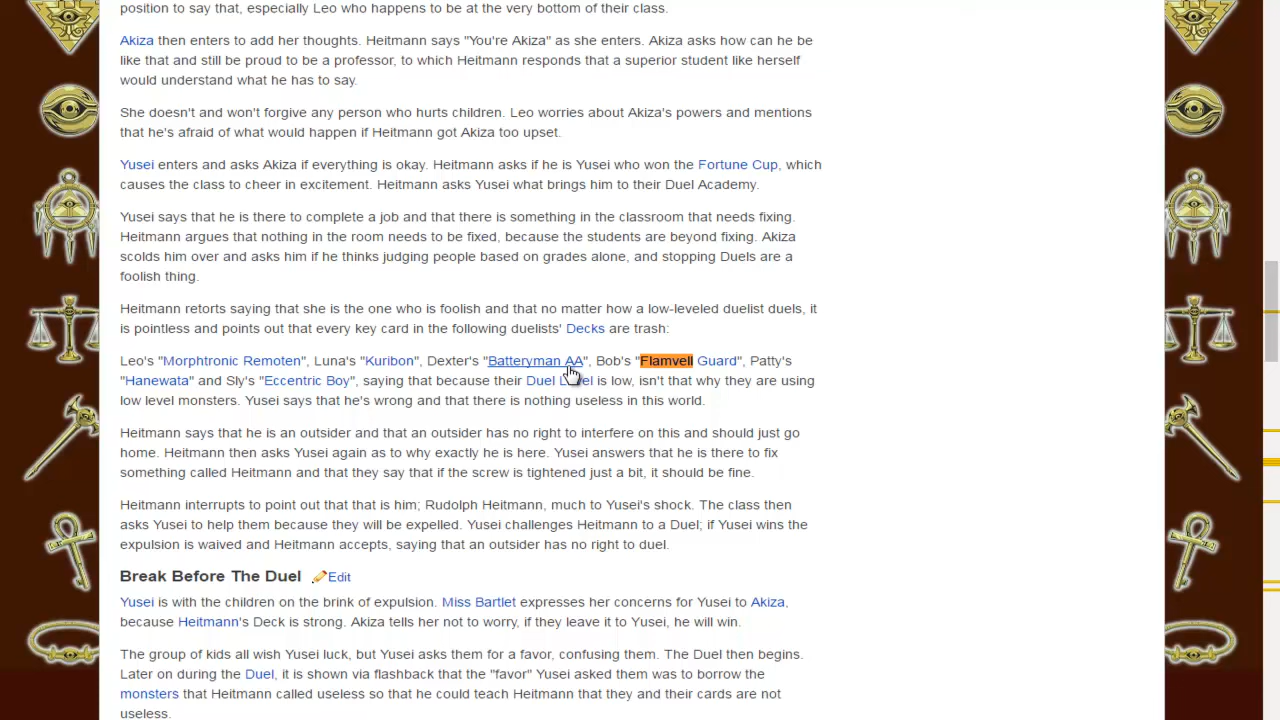 position to say that, especially Leo who happens to be at the very bottom of their class.
Akiza then enters to add her thoughts. Heitmann says "You're Akiza" as she enters. Akiza asks how can he be
like that and still be proud to be a professor, to which Heitmann responds that a superior student like herself
would understand what he has to say.
She doesn't and won't forgive any person who hurts children. Leo worries about Akiza's powers and mentions
that he's afraid of what would happen if Heitmann got Akiza too upset.
Yusei enters and asks Akiza if everything is okay. Heitmann asks if he is Yusei who won the Fortune Cup, which
causes the class to cheer in excitement. Heitmann asks Yusei what brings him to their Duel Academy.
Yusei says that he is there to complete a job and that there is something in the classroom that needs fixing.
Heitmann argues that nothing in the room needs to be fixed, because the students are beyond fixing. Akiza
scolds him over and asks him if he thinks judging people based on grades alone, and stopping Duels are a
foolish thing.
Heitmann retorts saying that she is the one who is foolish and that no matter how a low-leveled duelist duels, it
is pointless and points out that every key card in the following duelists' Decks are trash:
Leo's "Morphtronic Remoten", Luna's "Kuribon", Dexter's "Batteryman AA", Bob's "Flamvell Guard", Patty's
"Hanewata" and Sly's "Eccentric Boy", saying that because their Duel Level is low, isn't that why they are using
low level monsters. Yusei says that he's wrong and that there is nothing useless in this world.
Heitmann says that he is an outsider and that an outsider has no right to interfere on this and should just go
home. Heitmann then asks Yusei again as to why exactly he is here. Yusei answers that he is there to fix
something called Heitmann and that they say that if the screw is tightened just a bit, it should be fine.
Heitmann interrupts to point out that that is him; Rudolph Heitmann, much to Yusei's shock. The class then
asks Yusei to help them because they will be expelled. Yusei challenges Heitmann to a Duel; if Yusei wins the
expulsion is waived and Heitmann accepts, saying that an outsider has no right to duel.
Break Before The Duel Edit
Yusei is with the children on the brink of expulsion. Miss Bartlet expresses her concerns for Yusei to Akiza,
because Heitmann's Deck is strong. Akiza tells her not to worry, if they leave it to Yusei, he will win.
The group of kids all wish Yusei luck, but Yusei asks them for a favor, confusing them. The Duel then begins.
Later on during the Duel, it is shown via flashback that the "favor" Yusei asked them was to borrow the
monsters that Heitmann called useless so that he could teach Heitmann that they and their cards are not
useless.